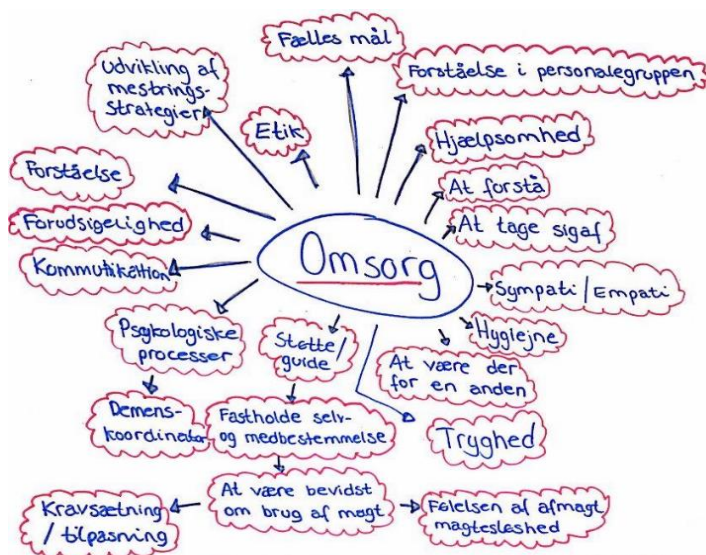 Fælles mål
Forståelse i personalegruppen
Udvikling af
mestrings-
strategier
Etik
Hjælpsomhed
Forståelse
At forstå
Forudsigelighed
At tage sigaf
Omsorg
Kommunikation
Sympati/Empati
Psykologiske
processer
Støtte/
guide
Hygiejne
At være der
for en anden
Demens-
koordinator
Fastholde selv-
og medbestemmelse
Tryghed
Kravsætning
/ tilpasning
At være bevidst
om brug af magt
Følelsen af afmagt
magtesløshed